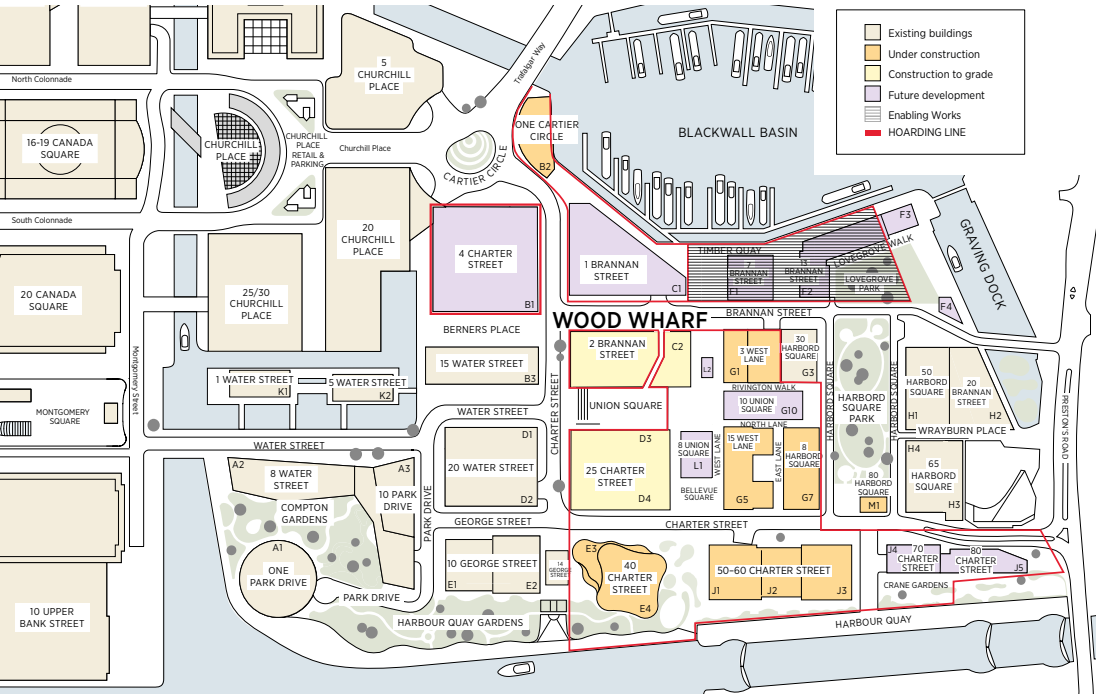 Existing buildings
Under construction
Construction to grade
Future development
Enabling Works
HOARDING LINE
North Colonnade
5
CHURCHILL
PLACE
Trafalgar Way
16-19 CANADA
SQUARE
CHURCHILL
PLACE
CHURCHILL
PLACE
RETAIL &
PARKING
Churchill Place
CARTIER CIRCLE
ONE CARTIER
CIRCLE
B2
BLACKWALL BASIN
South Colonnade
20
CHURCHILL
PLACE
4 CHARTER
STREET
B1
1 BRANNAN
STREET
C1
TIMBER QUAY
7
BRANNAN
STREET
F1
13
BRANNAN
STREET
F2
LOVEGROVE WALK
F3
LOVEGROVE
PARK
F4
GRAVING DOCK
20 CANADA
SQUARE
25/30
CHURCHILL
PLACE
BERNERS PLACE
WOOD WHARF
BRANNAN STREET
Montgomery Street
1 WATER STREET
K1
5 WATER STREET
K2
15 WATER STREET
B3
CHARTER STREET
2 BRANNAN
STREET
C2
L2
3 WEST
LANE
G1
30
HARBORD
SQUARE
G3
RIVINGTON WALK
10 UNION
SQUARE
G10
NORTH LANE
UNION SQUARE
HARBORD SQUARE
HARBORD
SQUARE
PARK
HARBORD SQUARE
50
HARBORD
SQUARE
H1
20
BRANNAN
STREET
H2
WRAYBURN PLACE
PRESTON'S ROAD
MONTGOMERY
SQUARE
WATER STREET
WATER STREET
D1
20 WATER STREET
D2
D3
25 CHARTER
STREET
D4
8 UNION
SQUARE
L1
BELLEVUE
SQUARE
WEST LANE
15 WEST
LANE
G5
EAST LANE
8
HARBORD
SQUARE
G7
80
HARBORD
SQUARE
M1
H4
65
HARBORD
SQUARE
H3
A2
8 WATER
STREET
A3
10 PARK
DRIVE
PARK DRIVE
COMPTON
GARDENS
A1
ONE
PARK DRIVE
PARK DRIVE
GEORGE STREET
CHARTER STREET
10 GEORGE STREET
E1
E2
14
GEORGE
STREET
E3
40
CHARTER
STREET
E4
50-60 CHARTER STREET
J1
J2
J3
J4
70
CHARTER
STREET
80
CHARTER
STREET
J5
CRANE GARDENS
10 UPPER
BANK STREET
HARBOUR QUAY GARDENS
HARBOUR QUAY